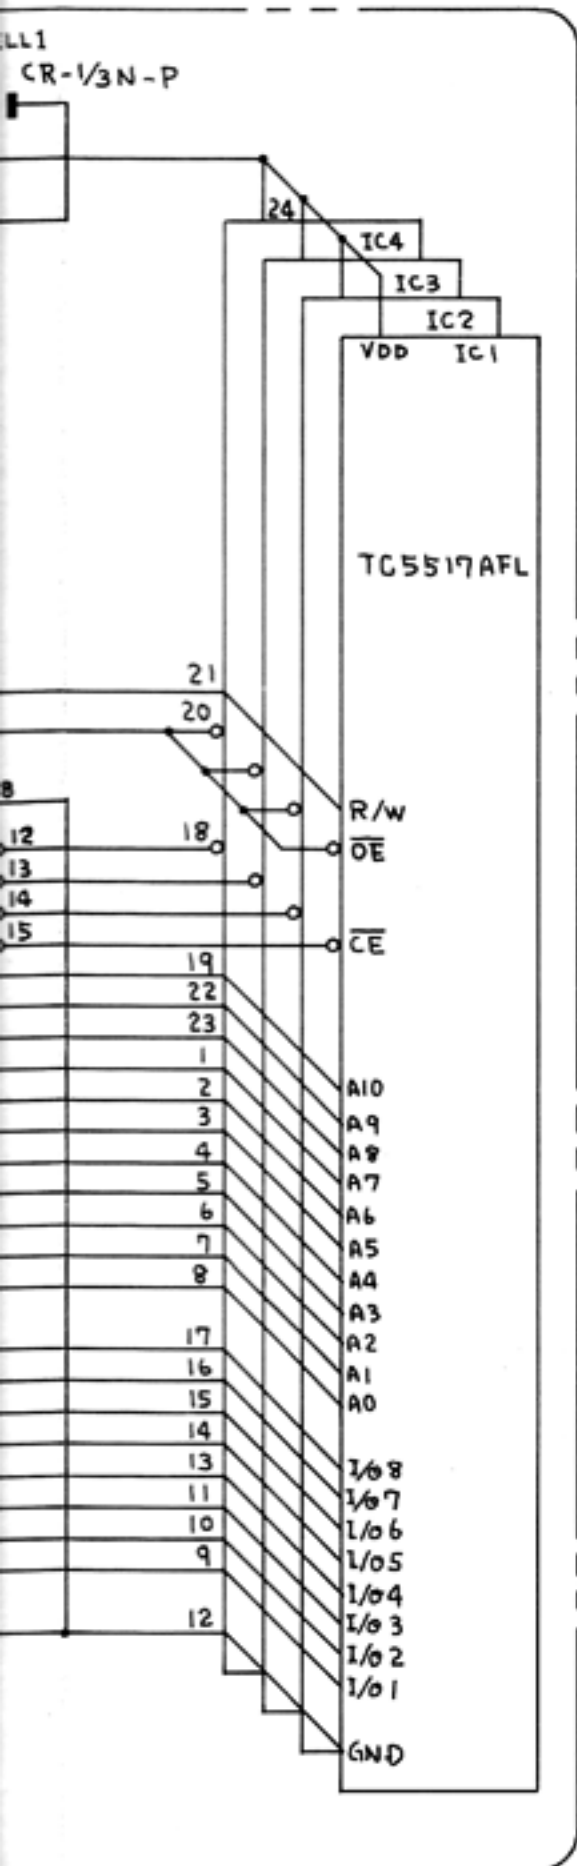 LL1
CR-1/3N-P
24
IC4
IC3
IC2
VDD IC1
TC5517AFL
21
20
R/W
8
12 18 OE
13
14
15 CE
19
22
23
1
2 A10
3 A9
4 A8
5 A7
6 A6
7 A5
8 A4
A3
17 A2
16 A1
15 A0
14
13 I/O8
11 I/O7
10 I/O6
9 I/O5
I/O4
12 I/O3
I/O2
I/O1
GND